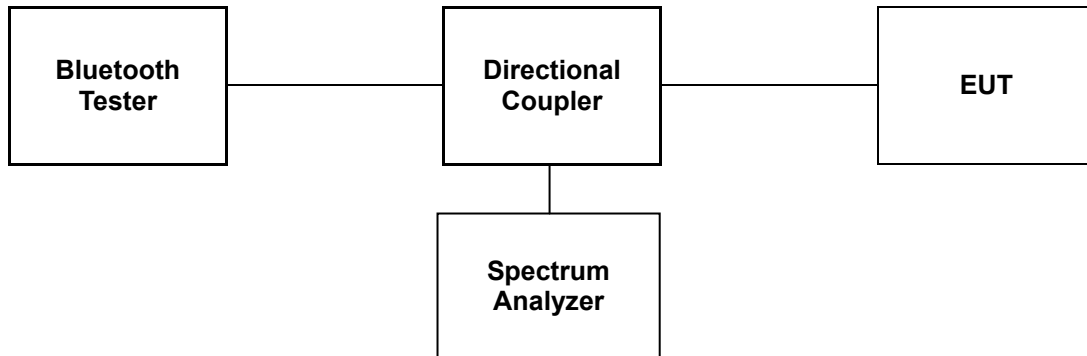 Bluetooth
Tester
Directional
Coupler
EUT
Spectrum
Analyzer